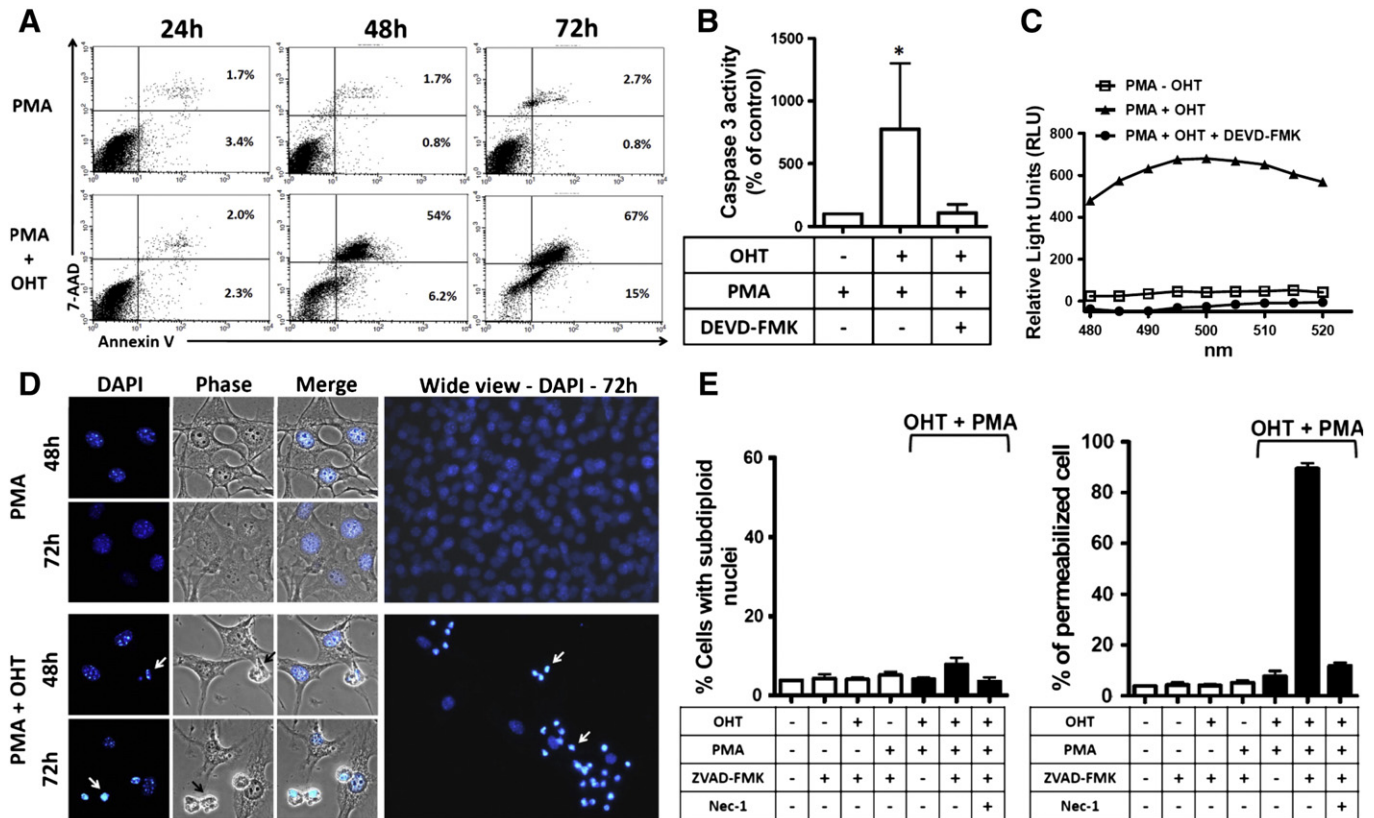 A
24h 48h 72h
PMA
1.7% 1.7% 2.7%
3.4% 0.8% 0.8%
PMA
+
OHT
2.0% 54% 67%
2.3% 6.2% 15%
7-AAD
Annexin V
B
Caspase 3 activity
(% of control)
1500
1000
500
0
*
OHT - + +
PMA + + +
DEVD-FMK - - +
C
PMA - OHT
PMA + OHT
PMA + OHT + DEVD-FMK
Relative Light Units (RLU)
800
600
400
200
0
480 490 500 510 520
nm
D
DAPI Phase Merge Wide view - DAPI - 72h
PMA
48h
72h
PMA + OHT
48h
72h
E
OHT + PMA
% Cells with subdiploid
nuclei
60
40
20
0
OHT - - + - + + +
PMA - - - + + + +
ZVAD-FMK - + + + - + +
Nec-1 - - - - - - +
OHT + PMA
% of permeabilized cell
100
80
60
40
20
0
OHT - - + - + + +
PMA - - - + + + +
ZVAD-FMK - + + + - + +
Nec-1 - - - - - - +